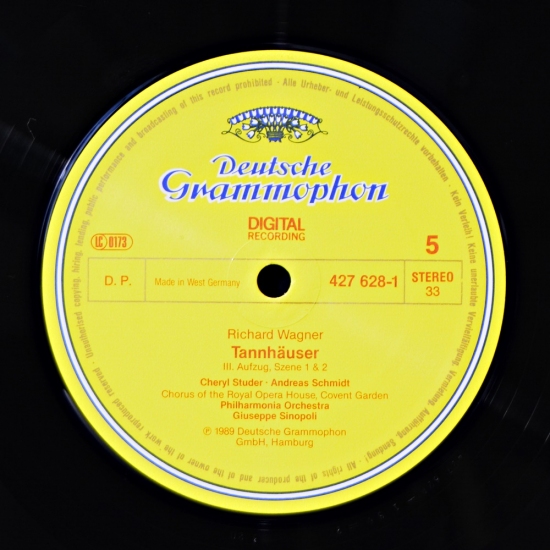 Deutsche
Grammophon
DIGITAL
RECORDING
LC 0173
5
D. P.
Made in West Germany
427 628-1
STEREO
33
Richard Wagner
Tannhäuser
III. Aufzug, Szene 1 & 2
Cheryl Studer · Andreas Schmidt
Chorus of the Royal Opera House, Covent Garden
Philharmonia Orchestra
Giuseppe Sinopoli
℗ 1989 Deutsche Grammophon
GmbH, Hamburg
Alle Urheber- und Leistungsschutzrechte vorbehalten · Kein Verleih! Keine unerlaubte Vervielfältigung, Vermietung, Aufführung, Sendung! · All rights of the producer and of the owner of the work reproduced reserved · Unauthorized copying, hiring, lending, public performance and broadcasting of this record prohibited ·